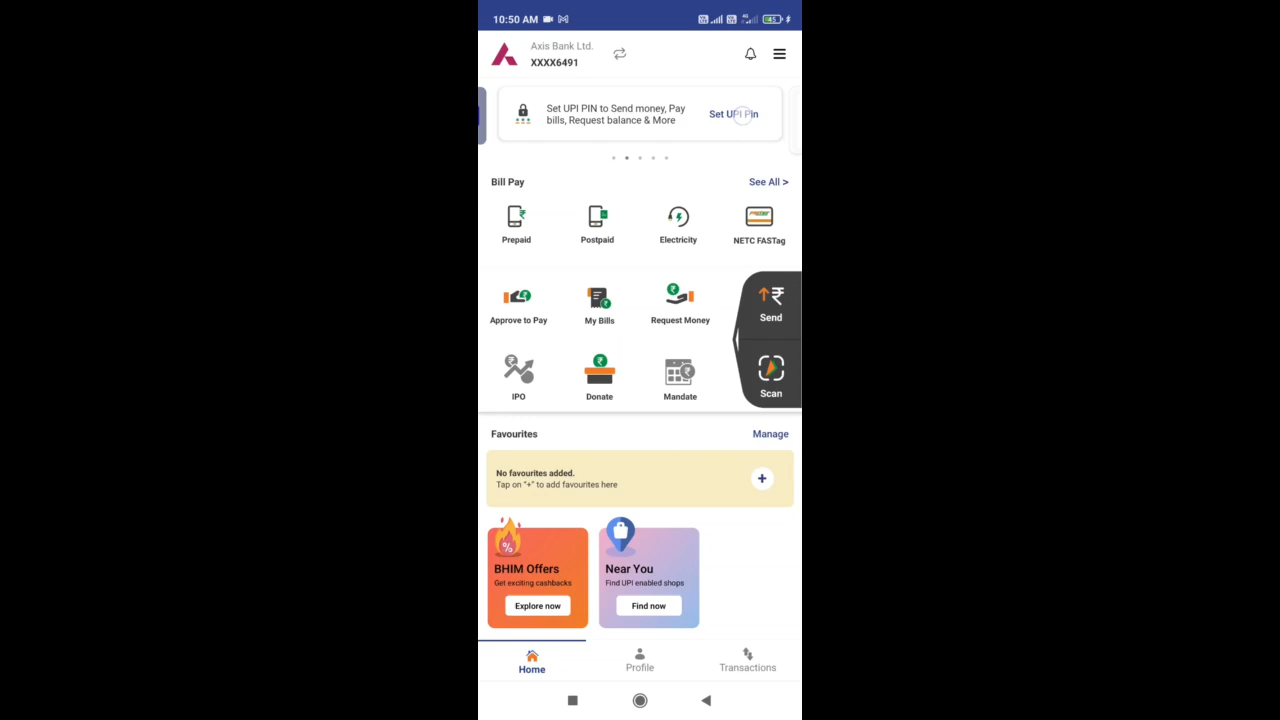 10:50 AM
45
Axis Bank Ltd.
XXXX6491
Set UPI PIN to Send money, Pay
bills, Request balance & More
Set UPI Pin
Bill Pay
See All >
Prepaid
Postpaid
Electricity
NETC FASTag
Approve to Pay
My Bills
Request Money
Send
IPO
Donate
Mandate
Scan
Favourites
Manage
No favourites added.
Tap on "+" to add favourites here
BHIM Offers
Get exciting cashbacks
Explore now
Near You
Find UPI enabled shops
Find now
Home
Profile
Transactions